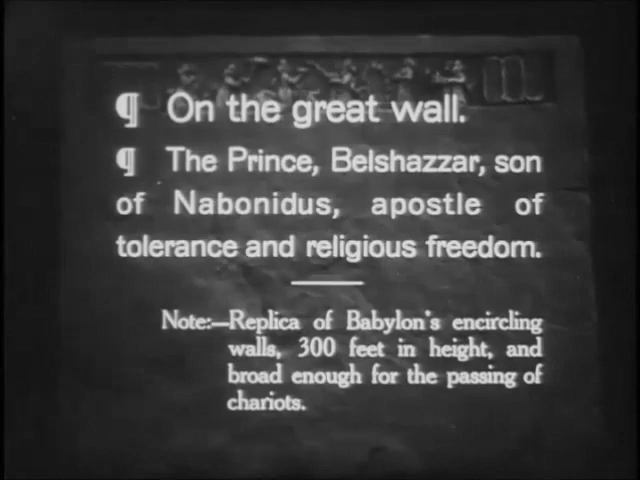 ¶ On the great wall.
¶ The Prince, Belshazzar, son
of Nabonidus, apostle of
tolerance and religious freedom.
Note:—Replica of Babylon's encircling
walls, 300 feet in height, and
broad enough for the passing of
chariots.